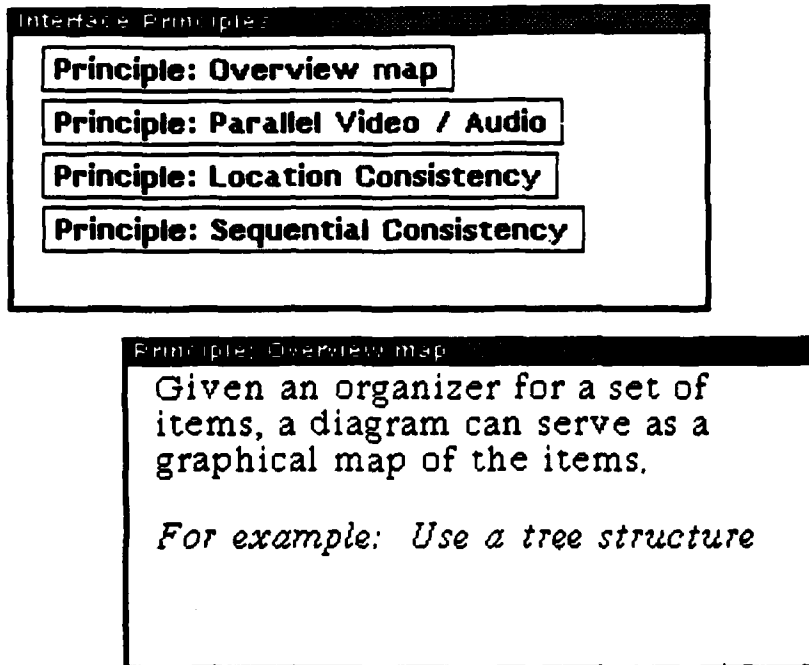 Interface Principles
Principle: Overview map
Principle: Parallel Video / Audio
Principle: Location Consistency
Principle: Sequential Consistency
Principle: Overview map
Given an organizer for a set of
items, a diagram can serve as a
graphical map of the items.
For example: Use a tree structure